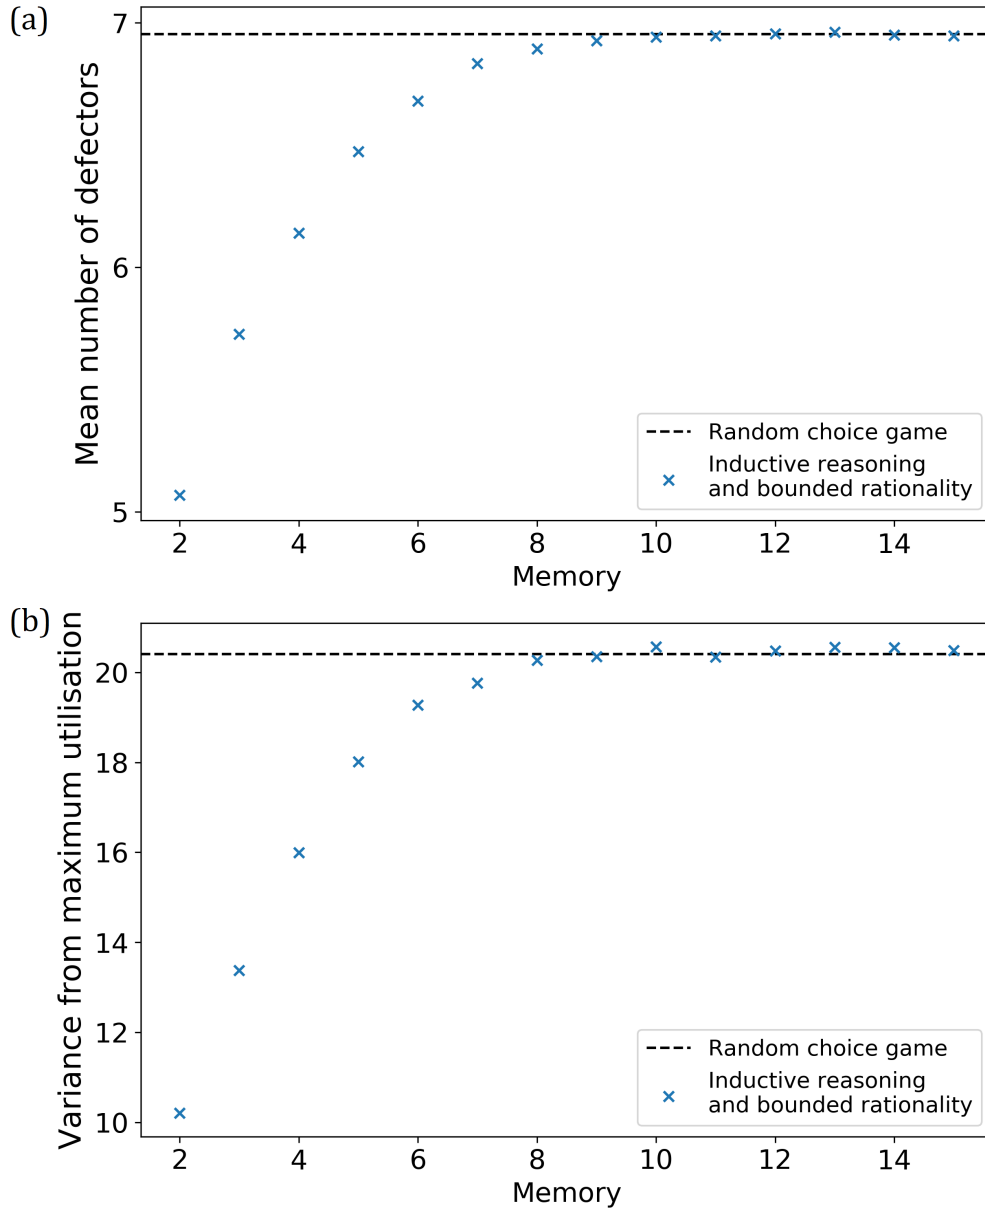 (a)
Mean number of defectors
7
6
5
2 4 6 8 10 12 14
Memory
Random choice game
Inductive reasoning
and bounded rationality
(b)
Variance from maximum utilisation
20
18
16
14
12
10
2 4 6 8 10 12 14
Memory
Random choice game
Inductive reasoning
and bounded rationality